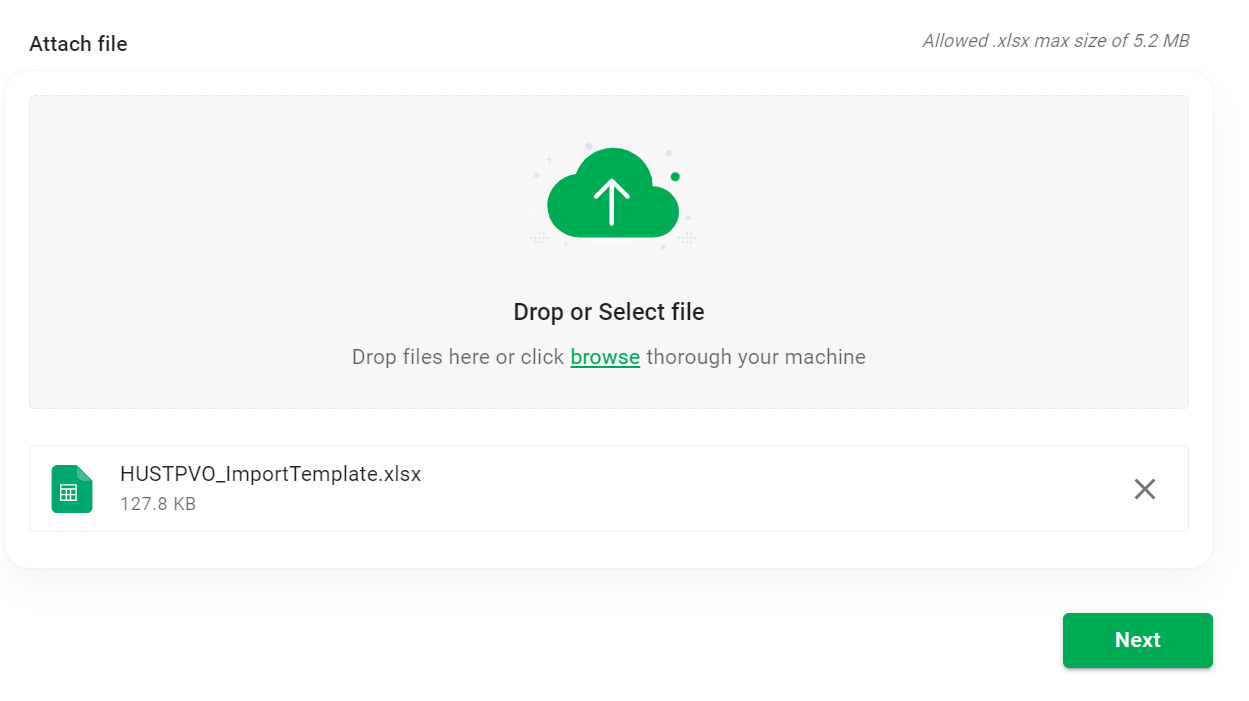 Attach file
Allowed .xlsx max size of 5.2 MB
Drop or Select file
Drop files here or click browse thorough your machine
HUSTPVO_ImportTemplate.xlsx
127.8 KB
Next